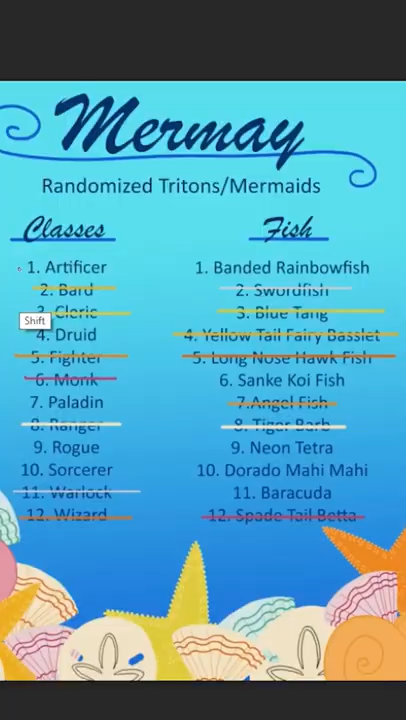 Mermay
Randomized Tritons/Mermaids
Classes
1. Artificer
2. Bard
3. Cleric
Shift
4. Druid
5. Fighter
6. Monk
7. Paladin
8. Ranger
9. Rogue
10. Sorcerer
11. Warlock
12. Wizard
Fish
1. Banded Rainbowfish
2. Swordfish
3. Blue Tang
4. Yellow Tail Fairy Basslet
5. Long Nose Hawk Fish
6. Sanke Koi Fish
7.Angel Fish
8. Tiger Barb
9. Neon Tetra
10. Dorado Mahi Mahi
11. Baracuda
12. Spade Tail Betta